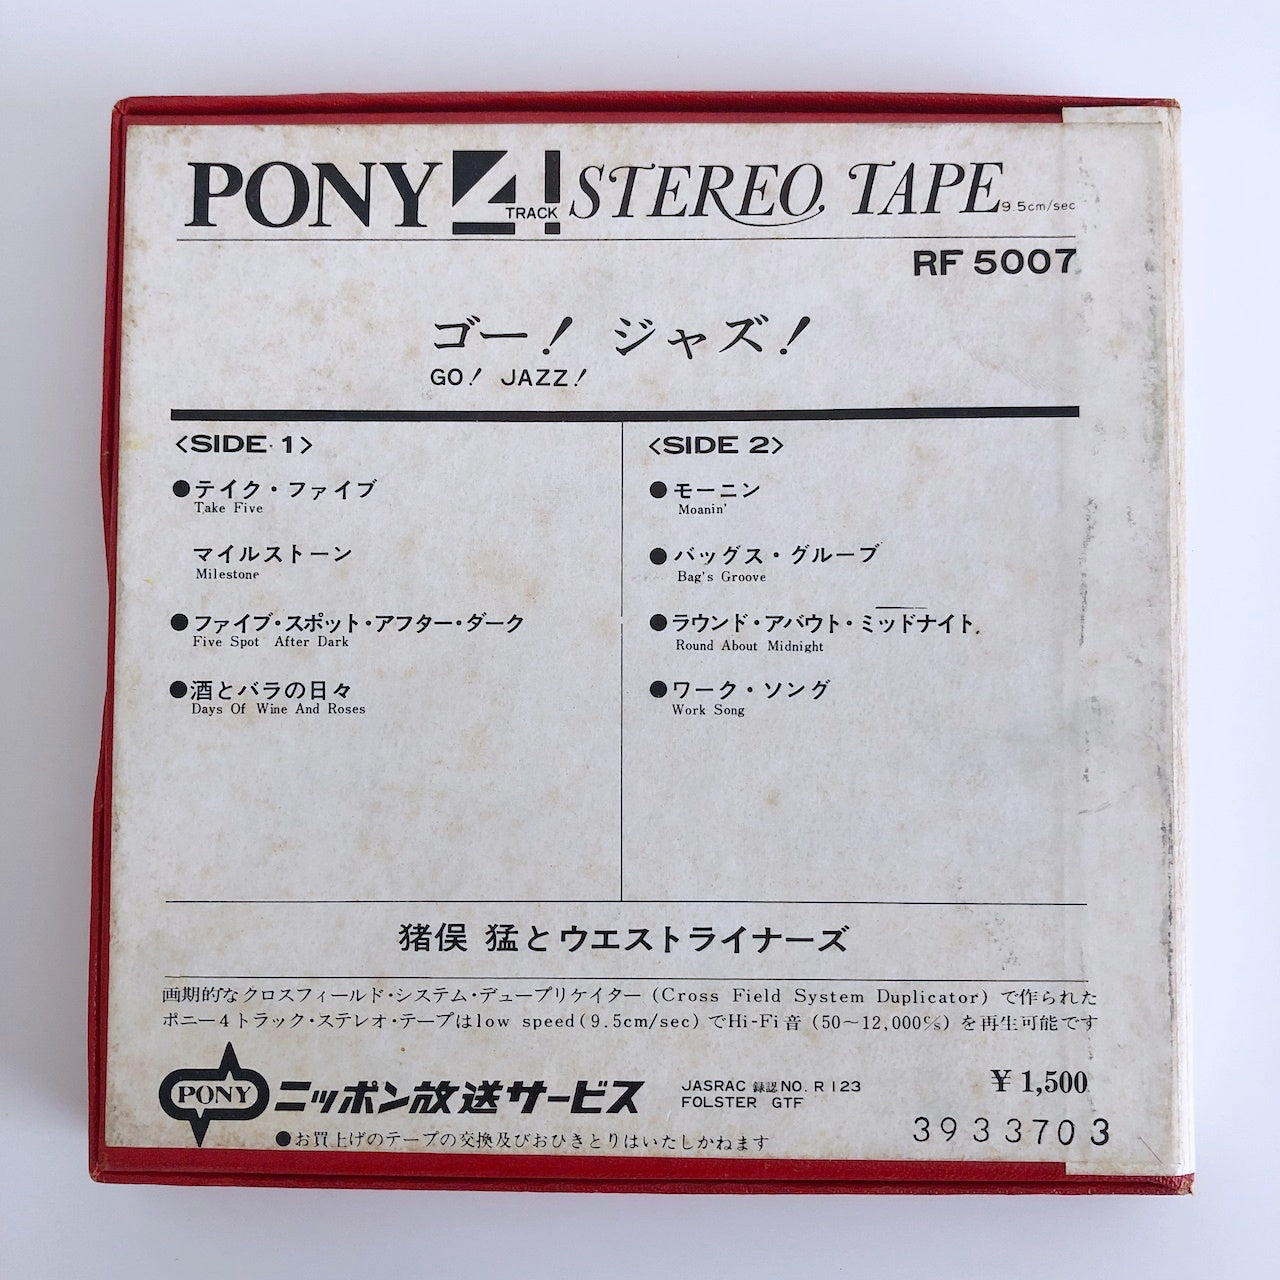 PONY 4 TRACK STEREO TAPE 9.5cm/sec
RF 5007
ゴー! ジャズ!
GO! JAZZ!
<SIDE 1>
●テイク・ファイブ
Take Five
マイルストーン
Milestone
●ファイブ・スポット・アフター・ダーク
Five Spot After Dark
●酒とバラの日々
Days Of Wine And Roses
<SIDE 2>
●モーニン
Moanin'
●バッグス・グルーブ
Bag's Groove
●ラウンド・アバウト・ミッドナイト.
Round About Midnight
●ワーク・ソング
Work Song
猪俣 猛とウエストライナーズ
画期的なクロスフィールド・システム・デュープリケイター (Cross Field System Duplicator) で作られた
ポニー4トラック・ステレオ・テープはlow speed(9.5cm/sec)でHi-Fi音 (50〜12,000c/s) を再生可能です
PONY ニッポン放送サービス
●お買上げのテープの交換及びおひきとりはいたしかねます
JASRAC 録認NO. R123
FOLSTER GTF
¥1,500
3933703